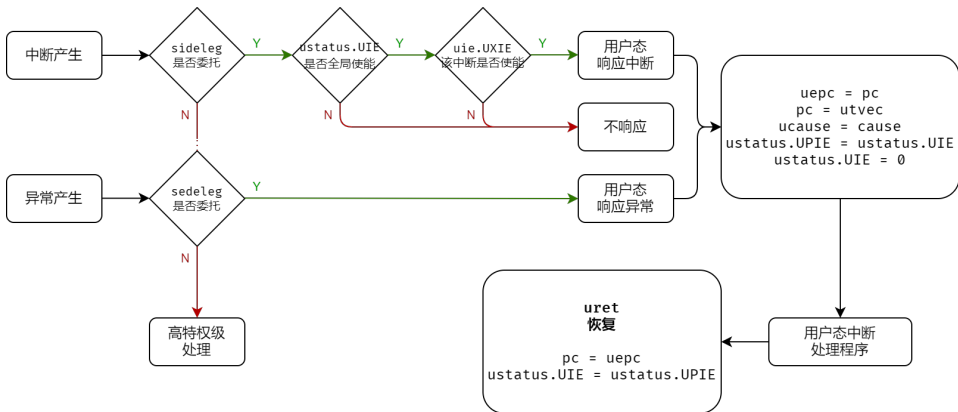 中断产生
sideleg
是否委托
Y
ustatus.UIE
是否全局使能
Y
uie.UXIE
该中断是否使能
Y
用户态
响应中断
N
N
N
不响应
uepc = pc
pc = utvec
ucause = cause
ustatus.UPIE = ustatus.UIE
ustatus.UIE = 0
异常产生
sedeleg
是否委托
Y
用户态
响应异常
N
高特权级
处理
uret
恢复
pc = uepc
ustatus.UIE = ustatus.UPIE
用户态中断
处理程序